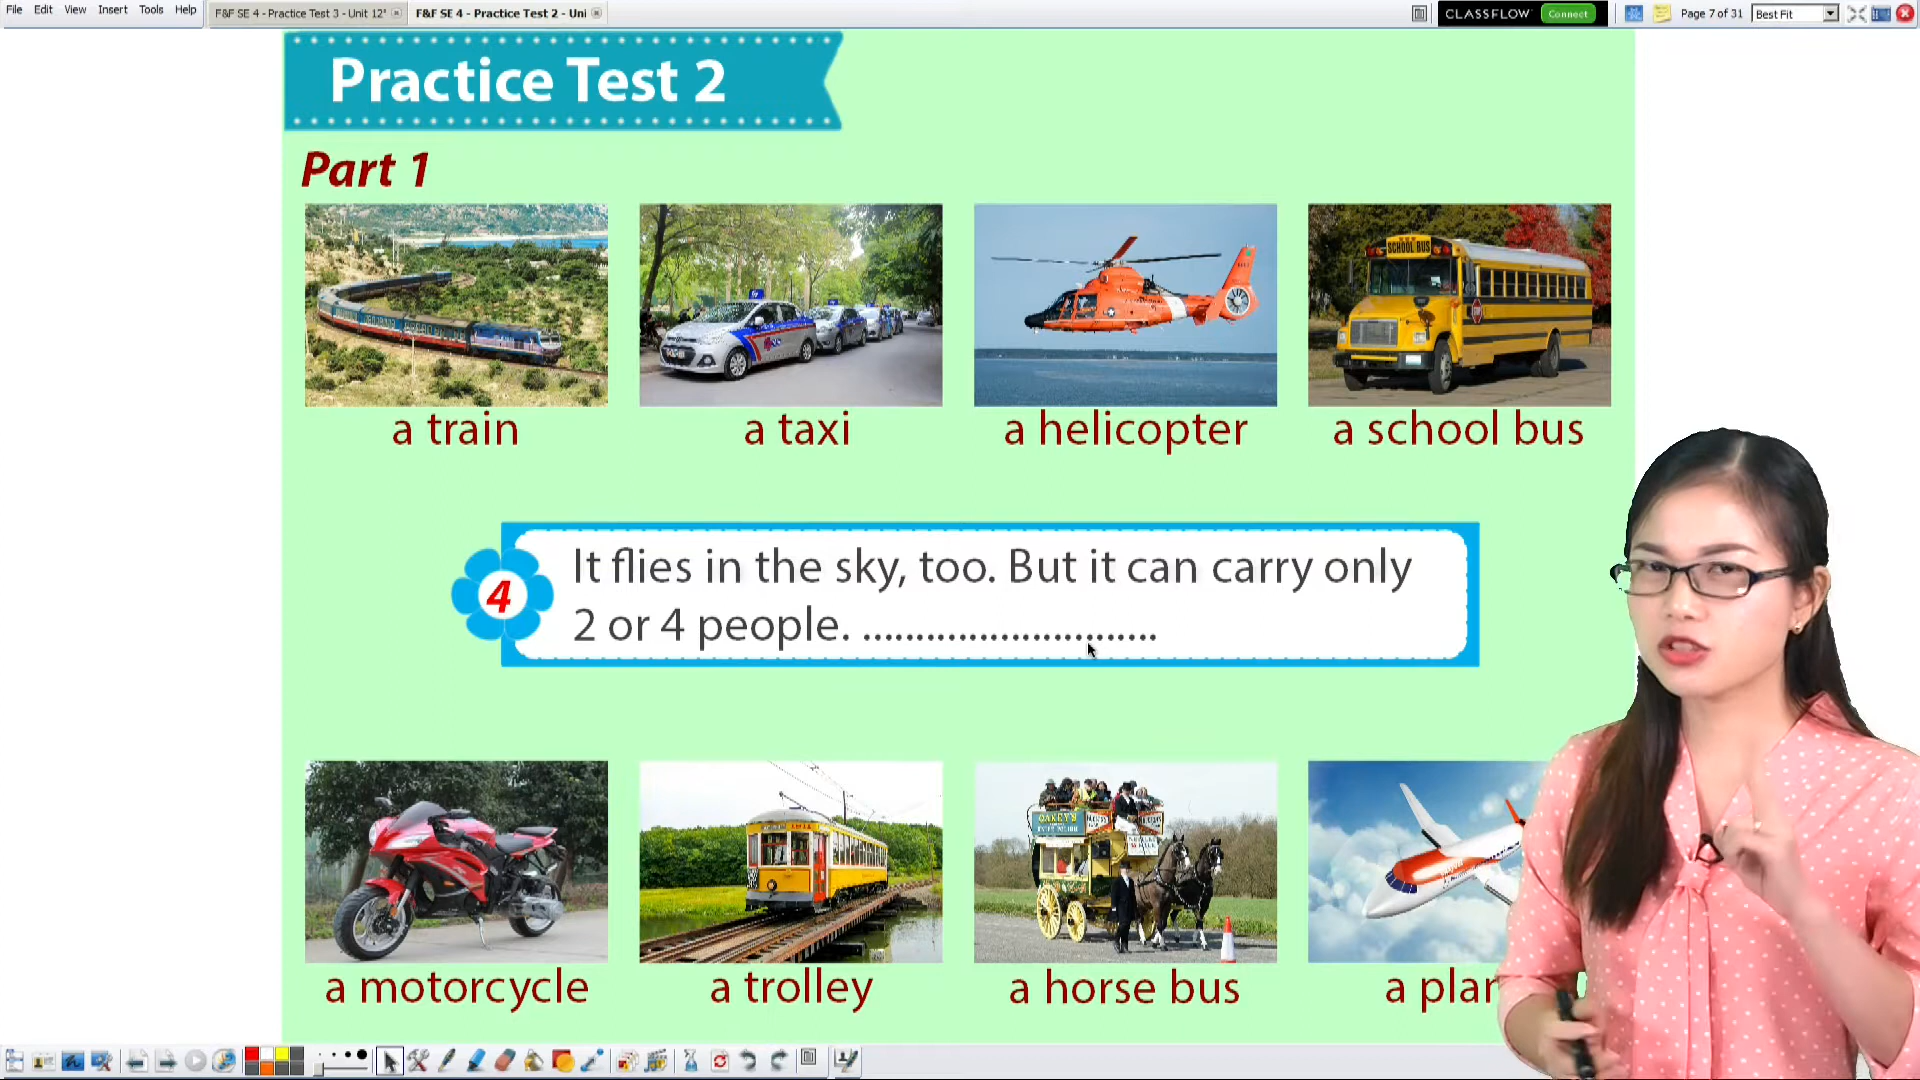 File Edit View Insert Tools Help
F&F SE 4 - Practice Test 3 - Unit 12*
F&F SE 4 - Practice Test 2 - Uni
CLASSFLOW Connect
Page 7 of 31
Best Fit
Practice Test 2
Part 1
SCHOOL BUS
a train
a taxi
a helicopter
a school bus
4
It flies in the sky, too. But it can carry only
2 or 4 people. ............................
OAKEY'S
a motorcycle
a trolley
a horse bus
a plan